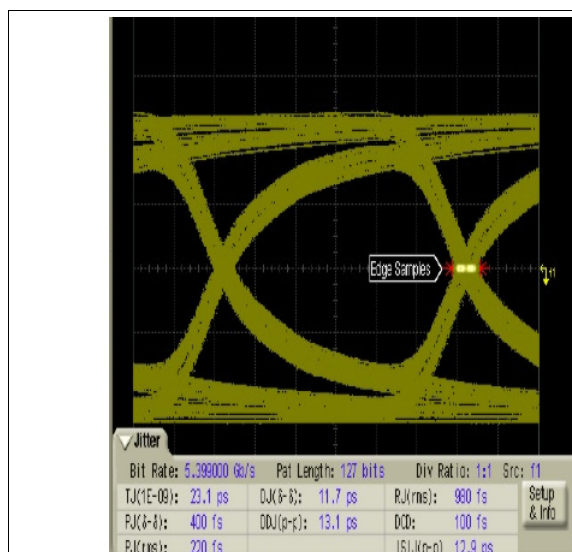 Edge Samples
f1
Jitter
Bit Rate: 5.399000 Gb/s Pat Length: 127 bits Div Ratio: 1:1 Src: f1
TJ(1E-09): 23.1 ps DJ(δ-δ): 11.7 ps RJ(rms): 980 fs
PJ(δ-δ): 400 fs DDJ(p-p): 13.1 ps DCD: 100 fs
PJ(rms): 220 fs ISIJ(p-p) 12.9 ps
Setup
& Info